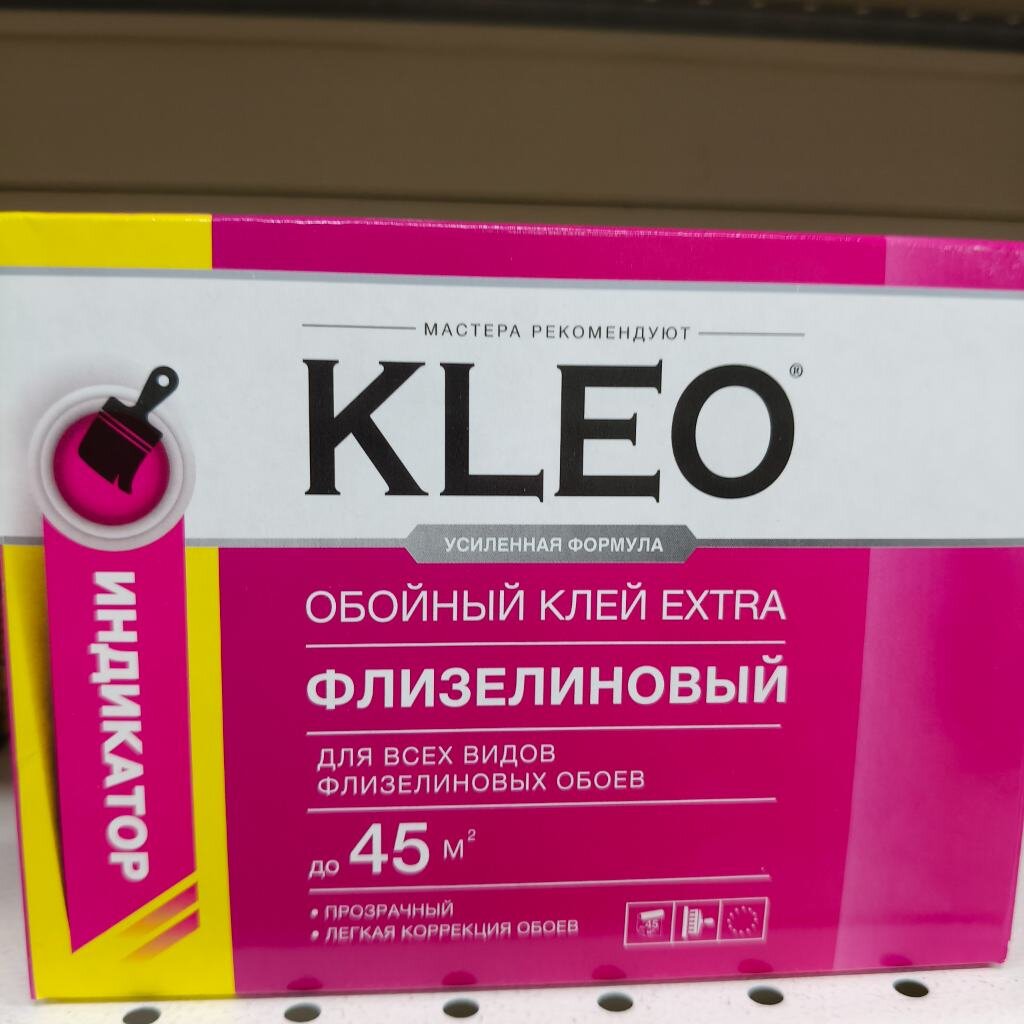 МАСТЕРА РЕКОМЕНДУЮТ
KLEO®
УСИЛЕННАЯ ФОРМУЛА
ИНДИКАТОР
ОБОЙНЫЙ КЛЕЙ EXTRA
ФЛИЗЕЛИНОВЫЙ
ДЛЯ ВСЕХ ВИДОВ
ФЛИЗЕЛИНОВЫХ ОБОЕВ
ДО 45 М²
• ПРОЗРАЧНЫЙ
• ЛЕГКАЯ КОРРЕКЦИЯ ОБОЕВ
45